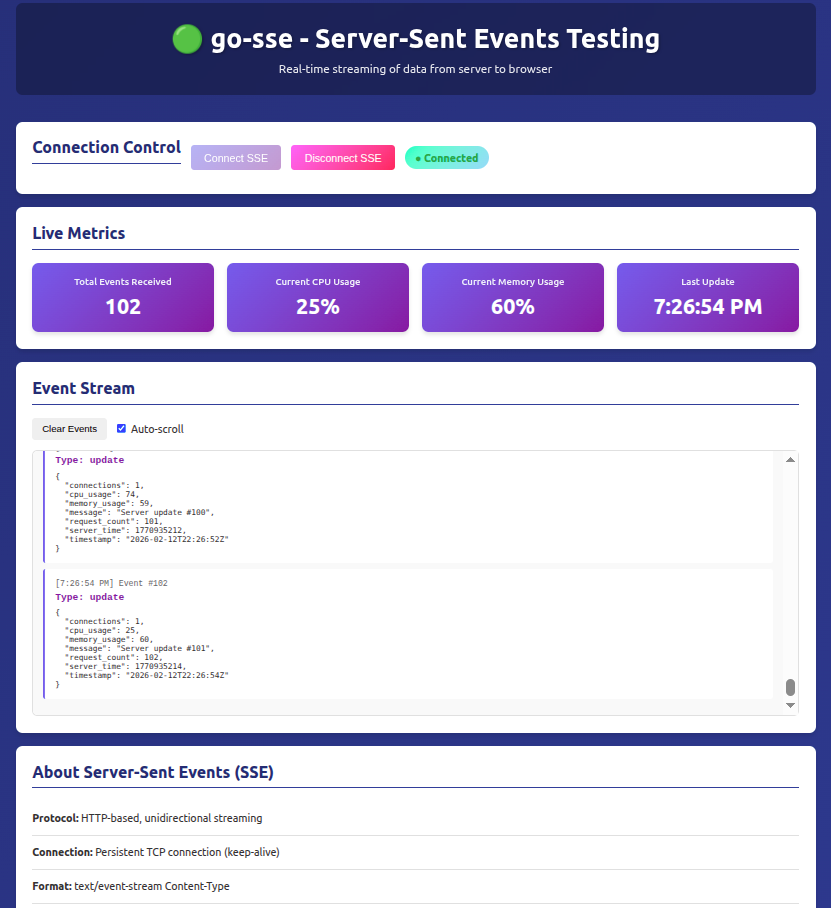 🟢 go-sse - Server-Sent Events Testing
Real-time streaming of data from server to browser
Connection Control
Connect SSE
Disconnect SSE
● Connected
Live Metrics
Total Events Received
102
Current CPU Usage
25%
Current Memory Usage
60%
Last Update
7:26:54 PM
Event Stream
Clear Events
Auto-scroll
Type: update
{
  "connections": 1,
  "cpu_usage": 74,
  "memory_usage": 59,
  "message": "Server update #100",
  "request_count": 101,
  "server_time": 1770935212,
  "timestamp": "2026-02-12T22:26:52Z"
}
[7:26:54 PM] Event #102
Type: update
{
  "connections": 1,
  "cpu_usage": 25,
  "memory_usage": 60,
  "message": "Server update #101",
  "request_count": 102,
  "server_time": 1770935214,
  "timestamp": "2026-02-12T22:26:54Z"
}
About Server-Sent Events (SSE)
Protocol: HTTP-based, unidirectional streaming
Connection: Persistent TCP connection (keep-alive)
Format: text/event-stream Content-Type